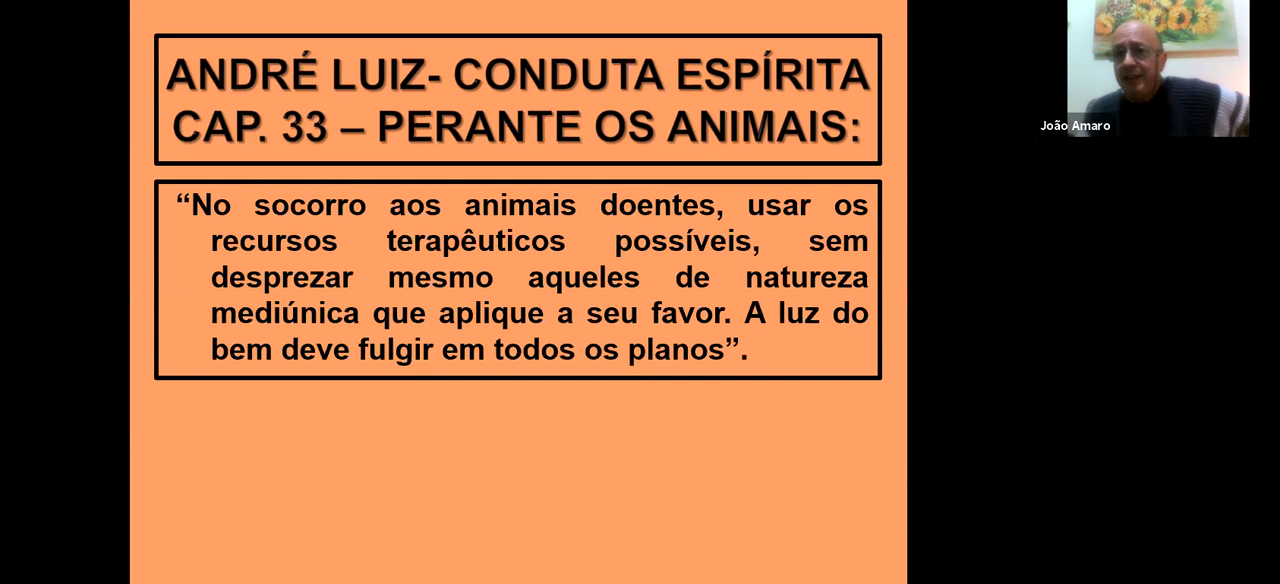 ANDRÉ LUIZ- CONDUTA ESPÍRITA
CAP. 33 – PERANTE OS ANIMAIS:
“No socorro aos animais doentes, usar os
recursos terapêuticos possíveis, sem
desprezar mesmo aqueles de natureza
mediúnica que aplique a seu favor. A luz do
bem deve fulgir em todos os planos”.
João Amaro